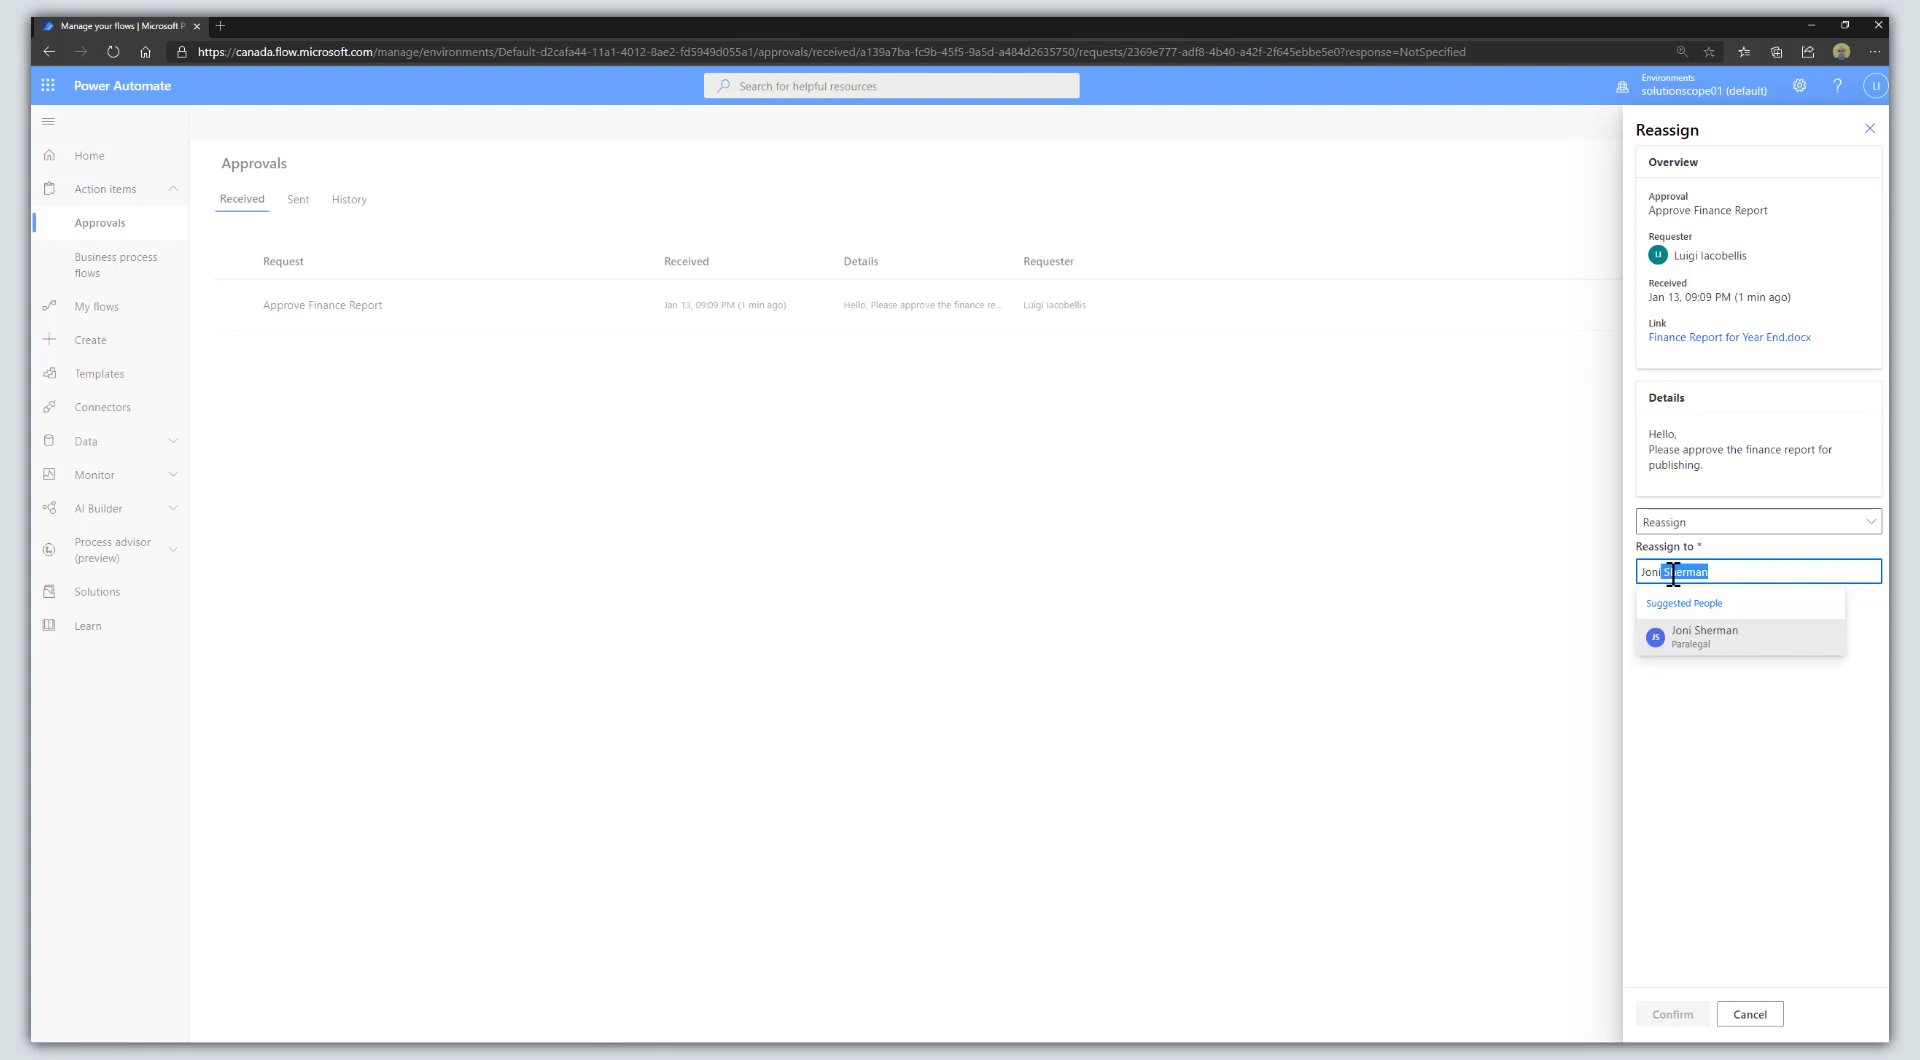 Manage your flows | Microsoft P
https://canada.flow.microsoft.com/manage/environments/Default-d2cafa44-11a1-4012-8ae2-fd5949d055a1/approvals/received/a139a7ba-fc9b-45f5-9a5d-a484d2635750/requests/2369e777-adf8-4b40-a42f-2f645ebbe5e0?response=NotSpecified
Power Automate
Search for helpful resources
Environments
solutionscope01 (default)
?
LI
Home
Action items
Approvals
Business process
flows
My flows
Create
Templates
Connectors
Data
Monitor
AI Builder
Process advisor
(preview)
Solutions
Learn
Approvals
Received Sent History
Request Received Details Requester
Approve Finance Report Jan 13, 09:09 PM (1 min ago) Hello, Please approve the finance re... Luigi Iacobellis
Reassign
Overview
Approval
Approve Finance Report
Requester
LI Luigi Iacobellis
Received
Jan 13, 09:09 PM (1 min ago)
Link
Finance Report for Year End.docx
Details
Hello,
Please approve the finance report for
publishing.
Reassign
Reassign to *
Joni Sherman
Suggested People
JS Joni Sherman
Paralegal
Confirm Cancel